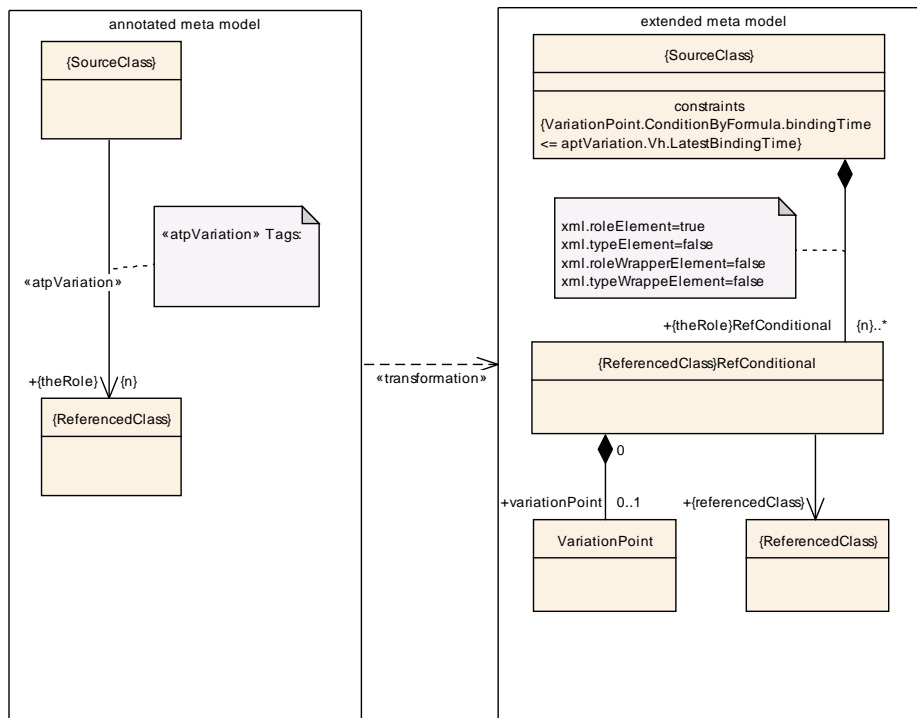 annotated meta model
{SourceClass}
«atpVariation» Tags:
«atpVariation»
+{theRole} {n}
{ReferencedClass}
«transformation»
extended meta model
{SourceClass}
constraints
{VariationPoint.ConditionByFormula.bindingTime
<= aptVariation.Vh.LatestBindingTime}
xml.roleElement=true
xml.typeElement=false
xml.roleWrapperElement=false
xml.typeWrappeElement=false
+{theRole}RefConditional {n}..*
{ReferencedClass}RefConditional
0
+variationPoint 0..1
+{referencedClass}
VariationPoint
{ReferencedClass}